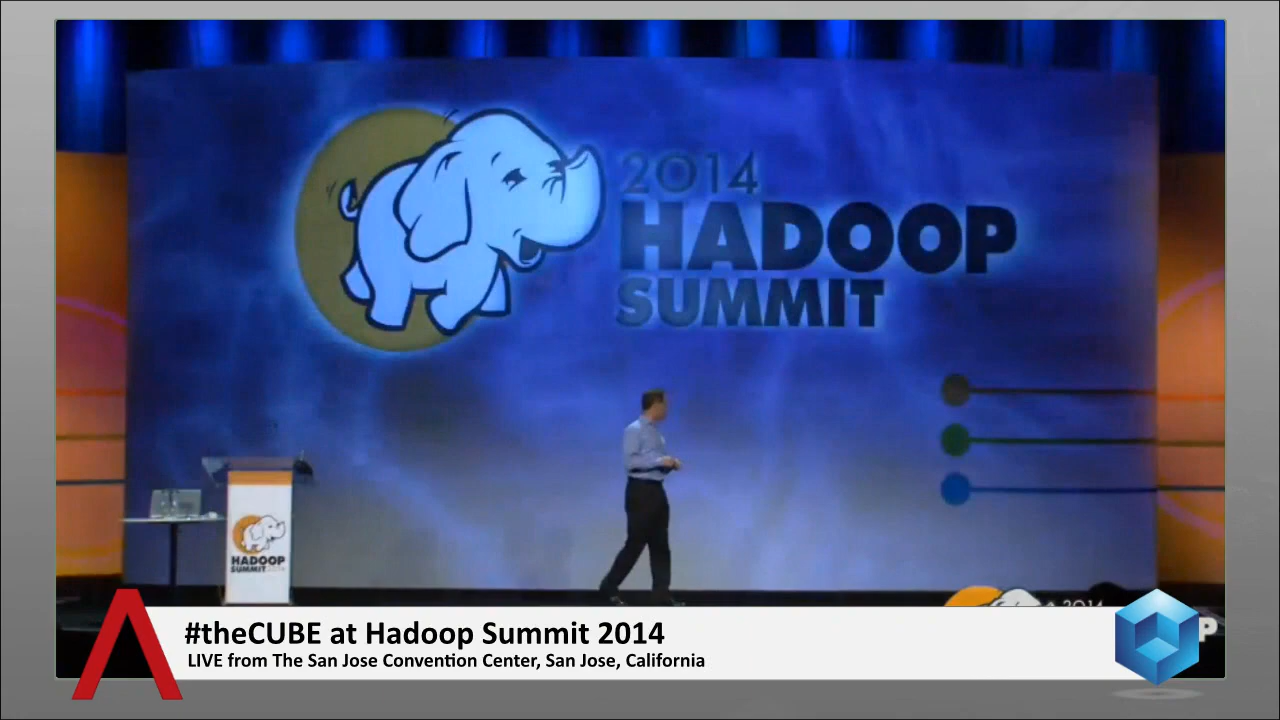 2014
HADOOP
SUMMIT
HADOOP
SUMMIT
2014
#theCUBE at Hadoop Summit 2014
LIVE from The San Jose Convention Center, San Jose, California